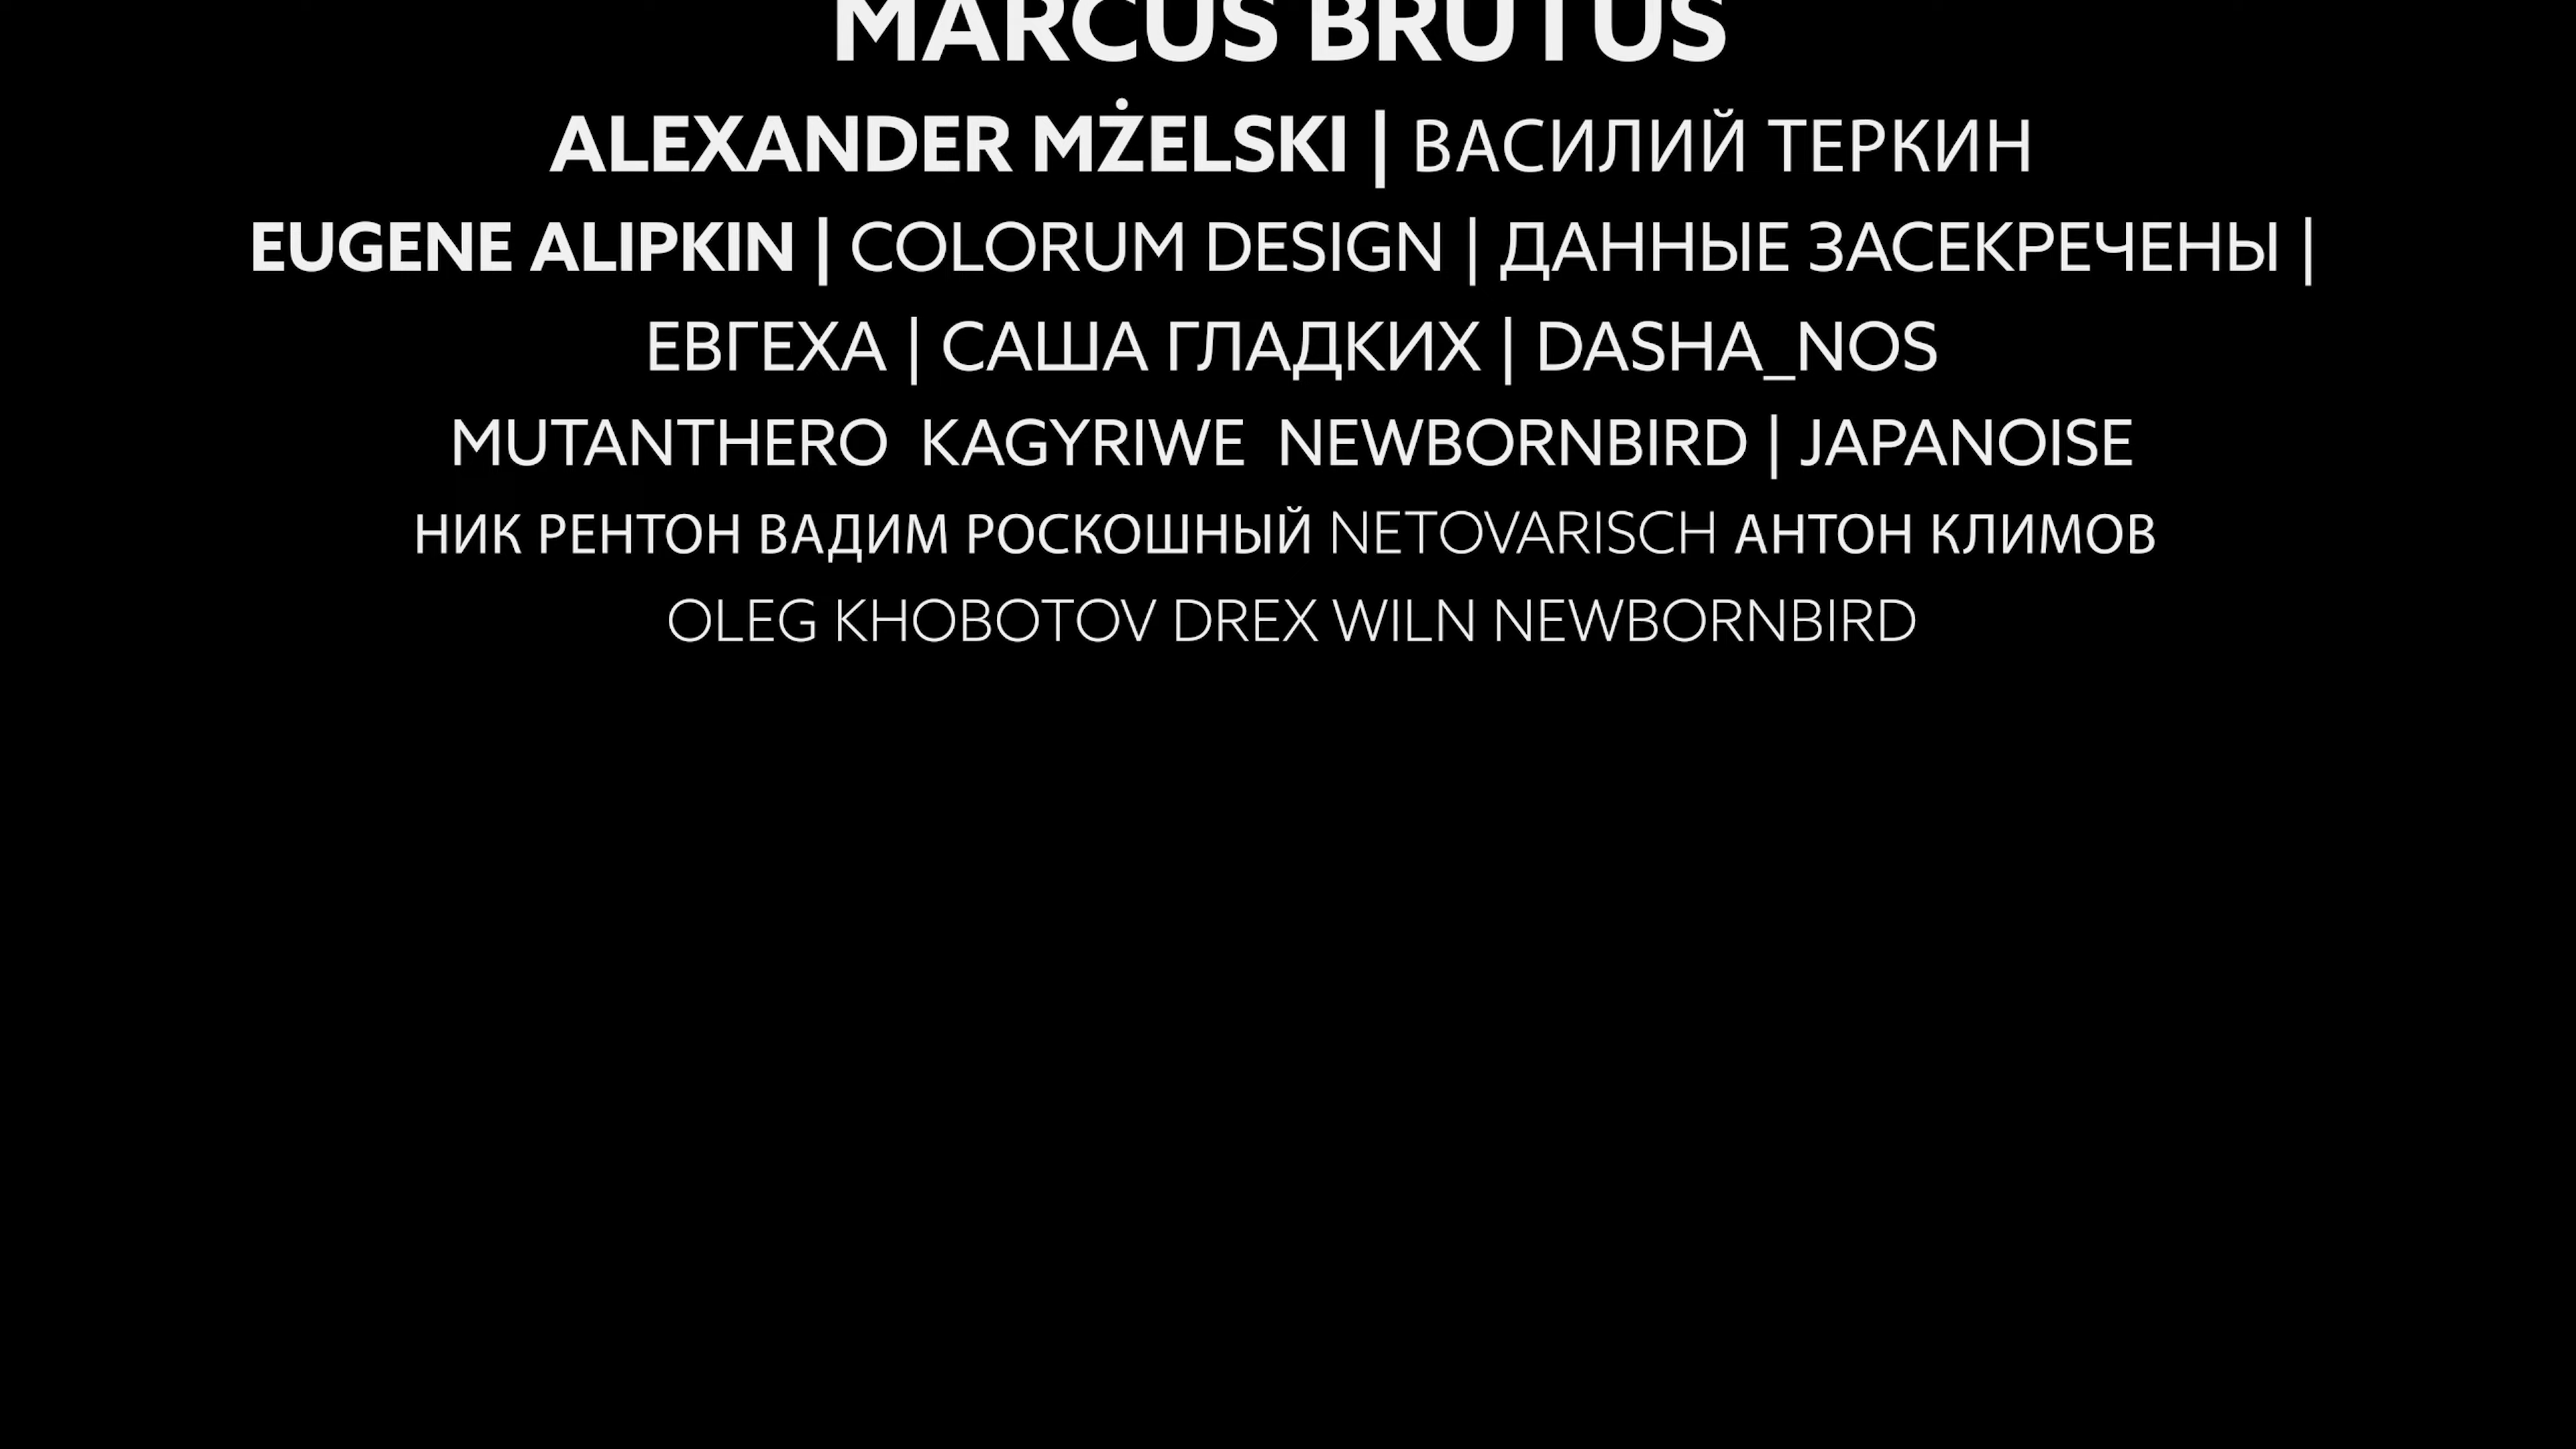 MARCUS BRUTUS
ALEXANDER MŻELSKI | ВАСИЛИЙ ТЕРКИН
EUGENE ALIPKIN | COLORUM DESIGN | ДАННЫЕ ЗАСЕКРЕЧЕНЫ |
ЕВГЕХА | САША ГЛАДКИХ | DASHA_NOS
MUTANTHERO KAGYRIWE NEWBORNBIRD | JAPANOISE
НИК РЕНТОН ВАДИМ РОСКОШНЫЙ NETOVARISCH АНТОН КЛИМОВ
OLEG KHOBOTOV DREX WILN NEWBORNBIRD